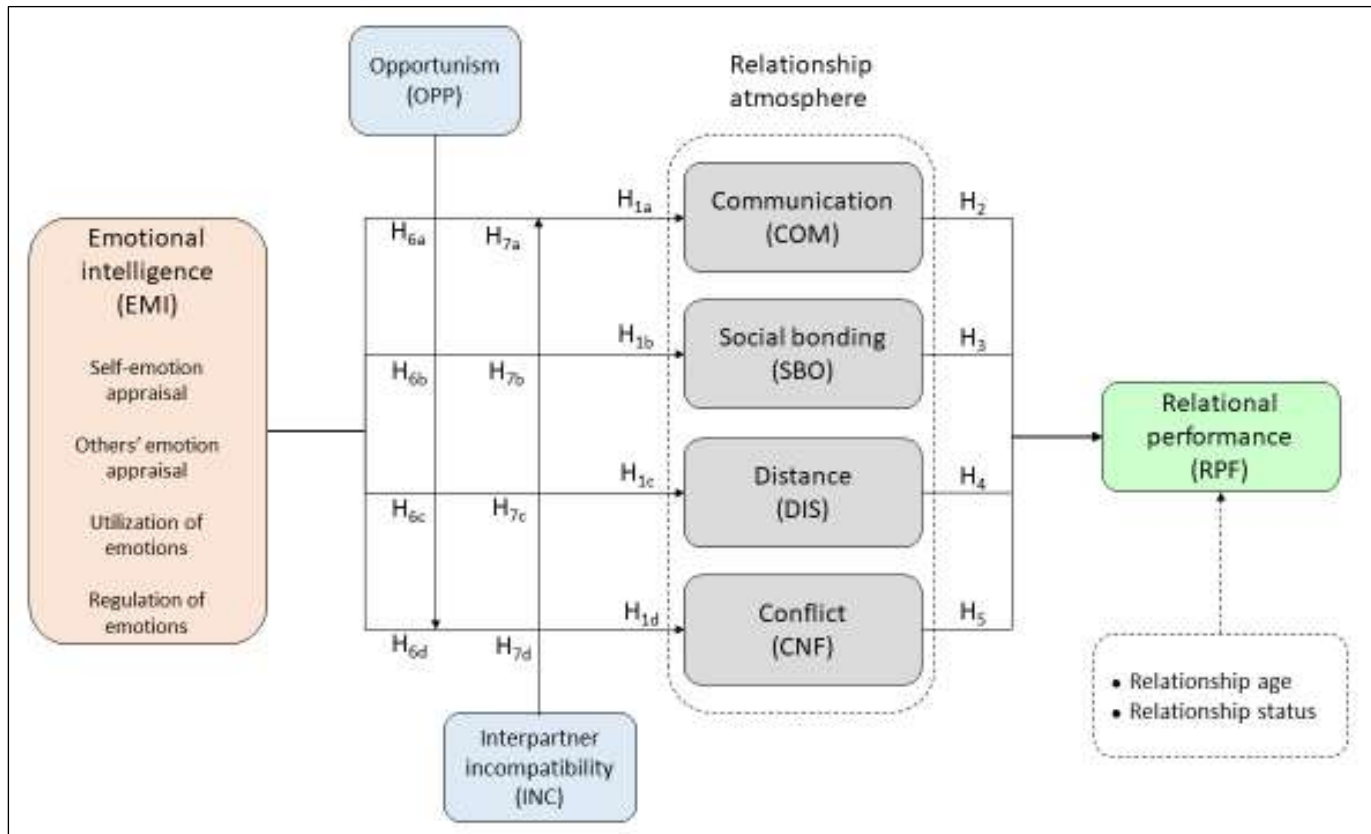 Opportunism
(OPP)
Relationship
atmosphere
Emotional
intelligence
(EMI)
Self-emotion
appraisal
Others' emotion
appraisal
Utilization of
emotions
Regulation of
emotions
H1a
H6a
H7a
H1b
H6b
H7b
H1c
H6c
H7c
H1d
H6d
H7d
Communication
(COM)
Social bonding
(SBO)
Distance
(DIS)
Conflict
(CNF)
H2
H3
H4
H5
Relational
performance
(RPF)
• Relationship age
• Relationship status
Interpartner
incompatibility
(INC)